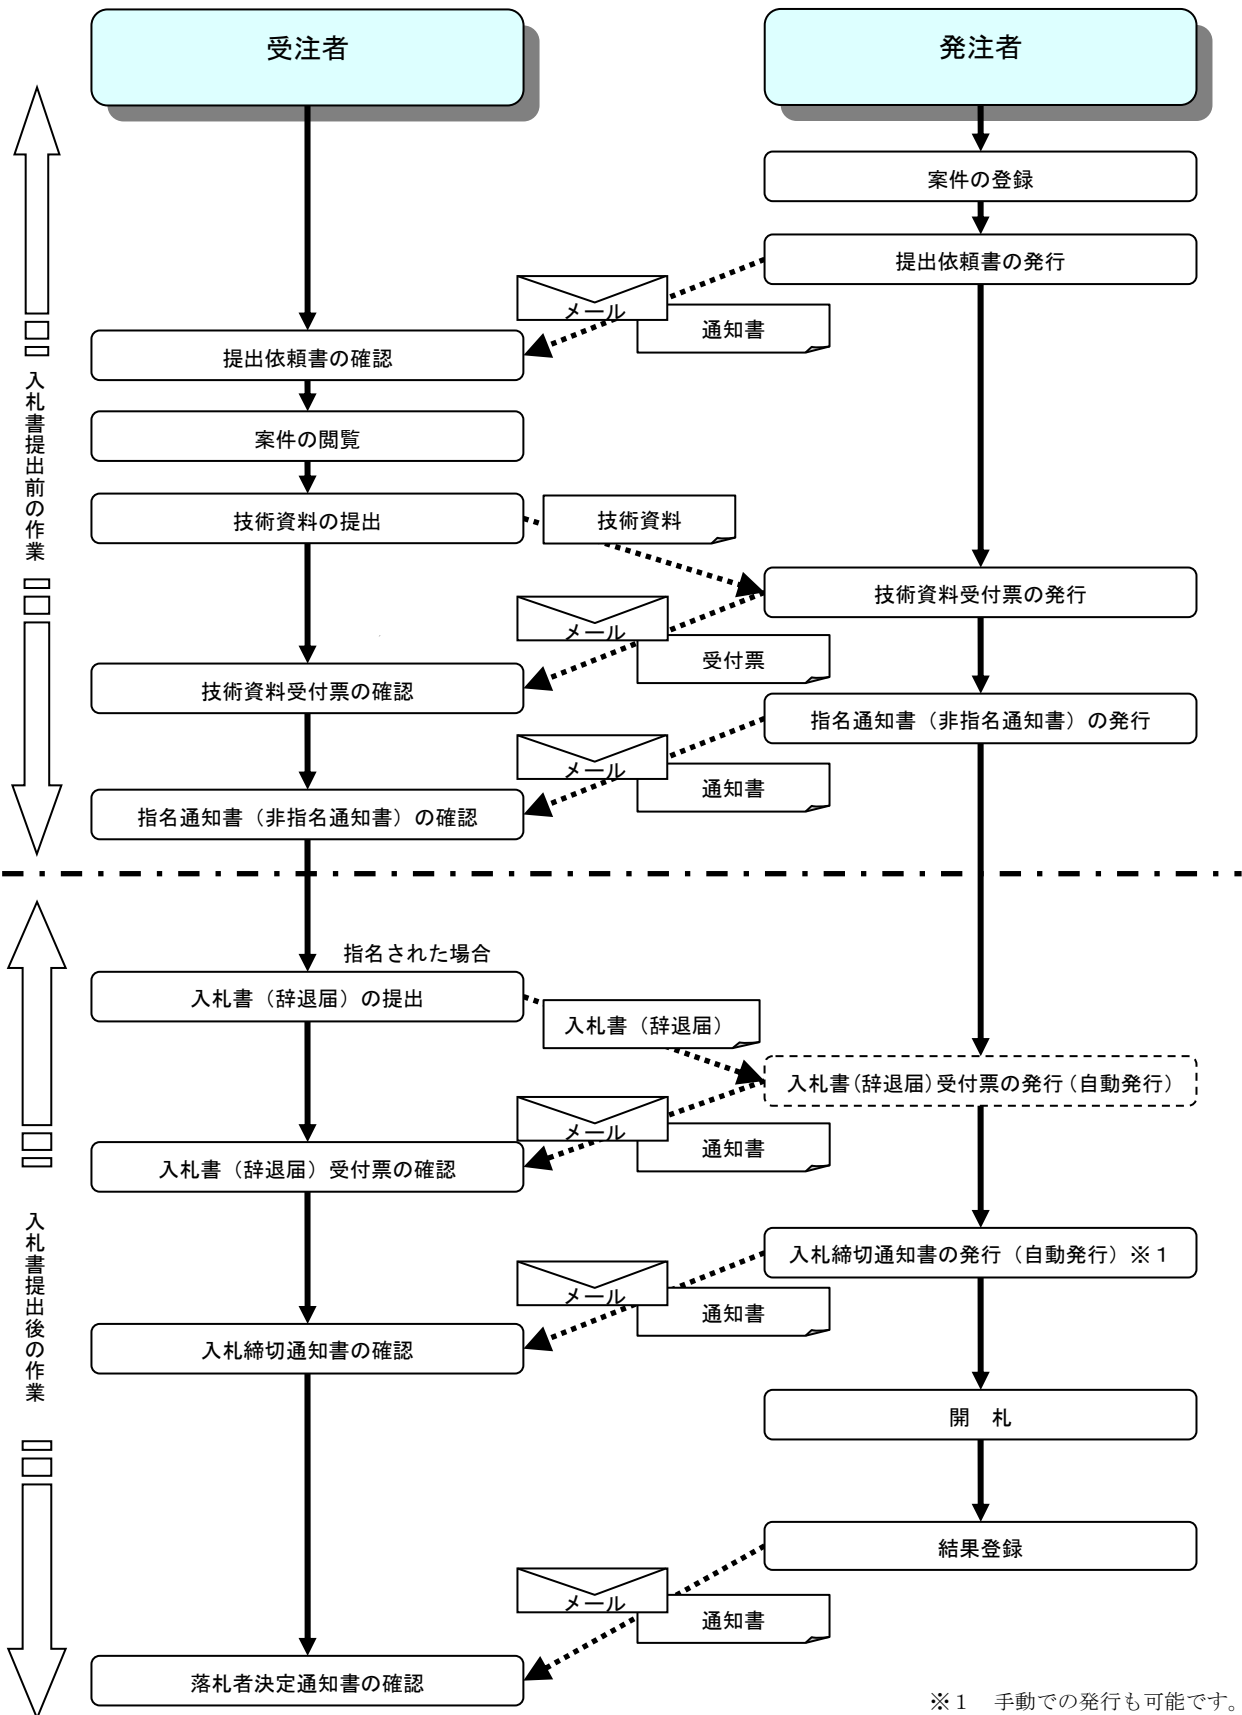 受注者
発注者
案件の登録
提出依頼書の発行
メール
通知書
提出依頼書の確認
案件の閲覧
技術資料の提出
技術資料
技術資料受付票の発行
メール
受付票
技術資料受付票の確認
指名通知書（非指名通知書）の発行
メール
通知書
指名通知書（非指名通知書）の確認
入札書提出前の作業
指名された場合
入札書（辞退届）の提出
入札書（辞退届）
入札書（辞退届）受付票の発行（自動発行）
メール
通知書
入札書（辞退届）受付票の確認
入札締切通知書の発行（自動発行）※１
メール
通知書
入札締切通知書の確認
入札書提出後の作業
開　札
結果登録
メール
通知書
落札者決定通知書の確認
※１　手動での発行も可能です。